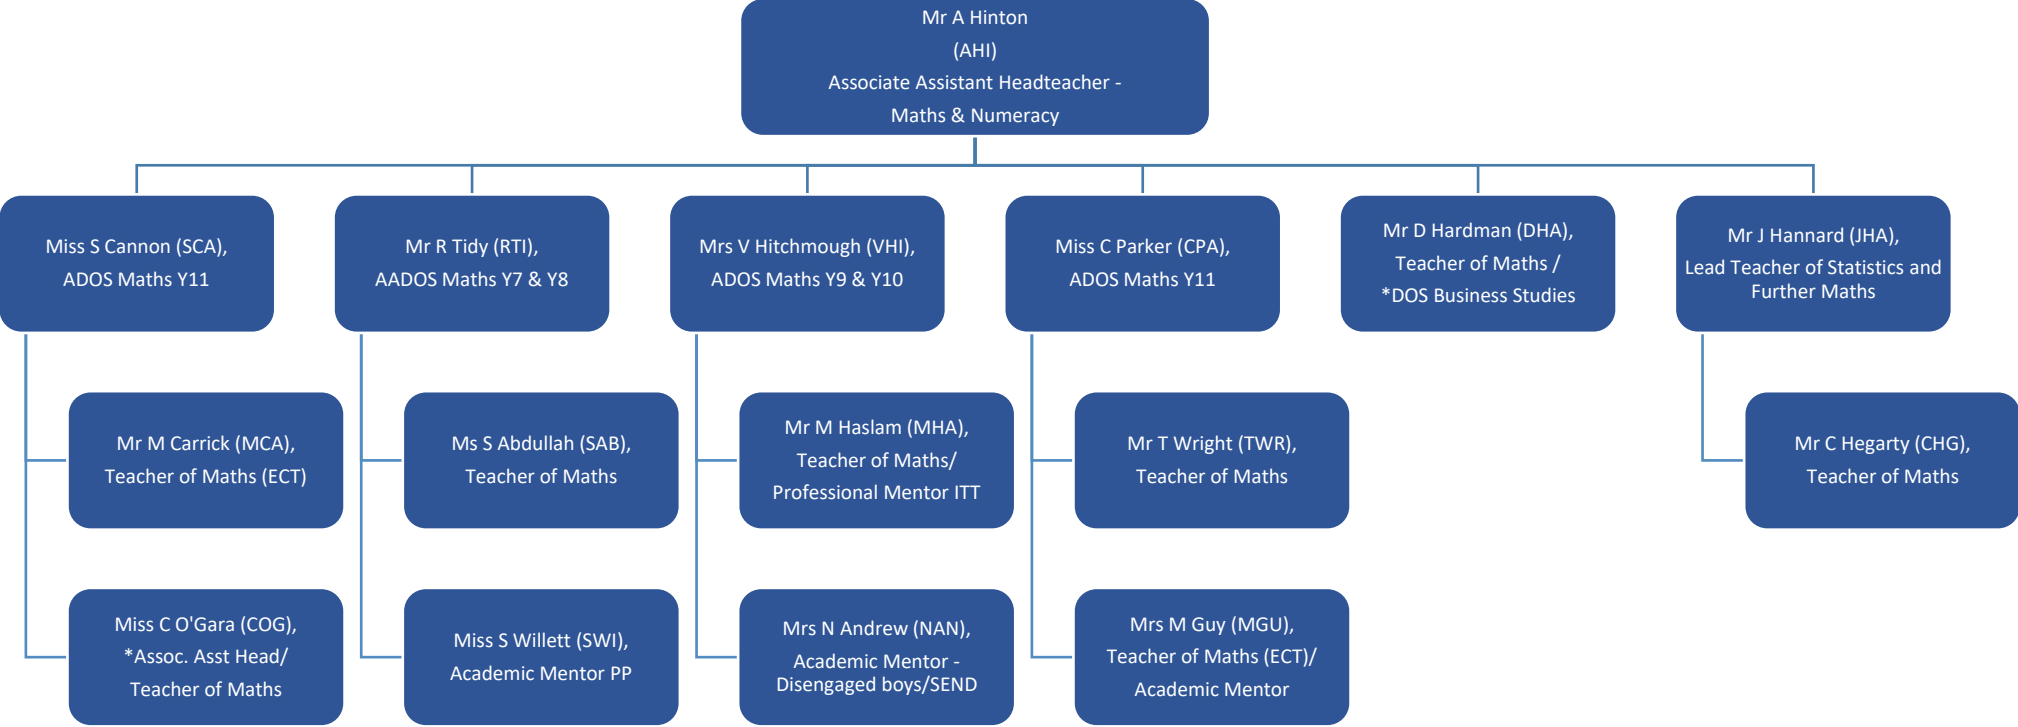 Mr A Hinton
(AHI)
Associate Assistant Headteacher -
Maths & Numeracy
Miss S Cannon (SCA),
ADOS Maths Y11
Mr R Tidy (RTI),
AADOS Maths Y7 & Y8
Mrs V Hitchmough (VHI),
ADOS Maths Y9 & Y10
Miss C Parker (CPA),
ADOS Maths Y11
Mr D Hardman (DHA),
Teacher of Maths /
*DOS Business Studies
Mr J Hannard (JHA),
Lead Teacher of Statistics and
Further Maths
Mr M Carrick (MCA),
Teacher of Maths (ECT)
Ms S Abdullah (SAB),
Teacher of Maths
Mr M Haslam (MHA),
Teacher of Maths/
Professional Mentor ITT
Mr T Wright (TWR),
Teacher of Maths
Mr C Hegarty (CHG),
Teacher of Maths
Miss C O'Gara (COG),
*Assoc. Asst Head/
Teacher of Maths
Miss S Willett (SWI),
Academic Mentor PP
Mrs N Andrew (NAN),
Academic Mentor -
Disengaged boys/SEND
Mrs M Guy (MGU),
Teacher of Maths (ECT)/
Academic Mentor